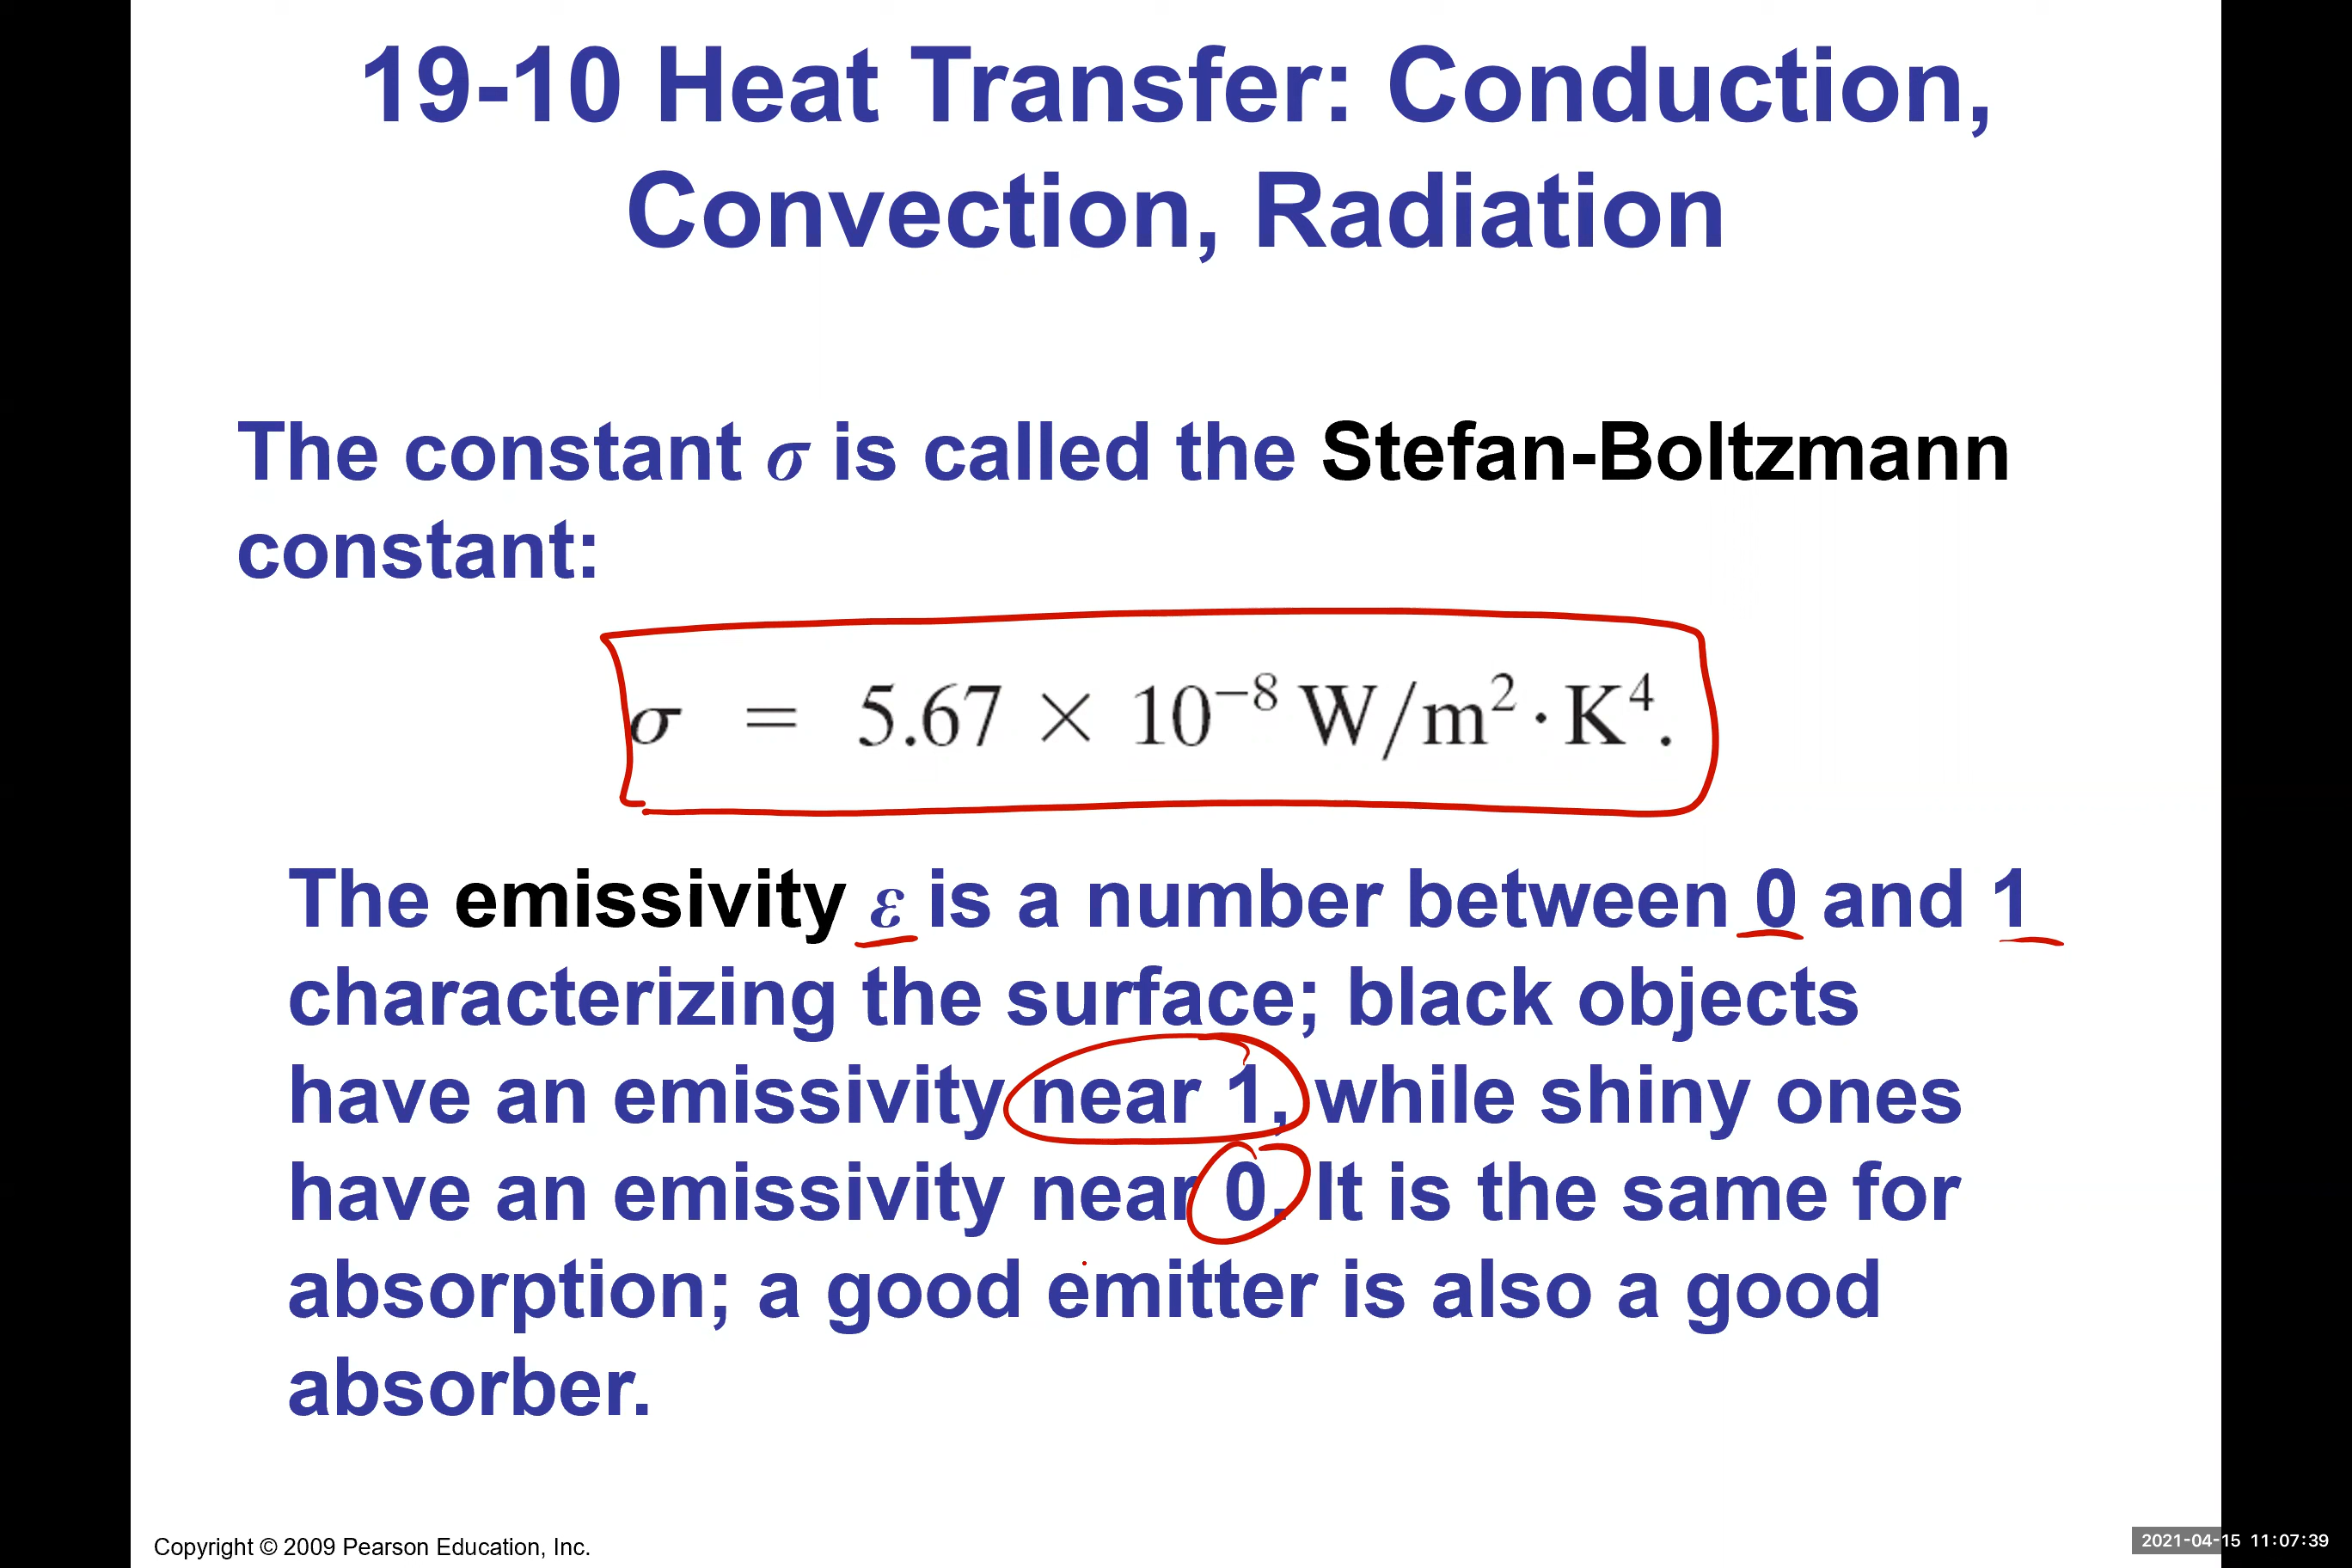 19-10 Heat Transfer: Conduction,
Convection, Radiation
The constant σ is called the Stefan-Boltzmann
constant:
σ = 5.67 × 10⁻⁸ W/m²·K⁴.
The emissivity ε is a number between 0 and 1
characterizing the surface; black objects
have an emissivity near 1, while shiny ones
have an emissivity near 0. It is the same for
absorption; a good emitter is also a good
absorber.
Copyright © 2009 Pearson Education, Inc.
2021-04-15 11:07:39